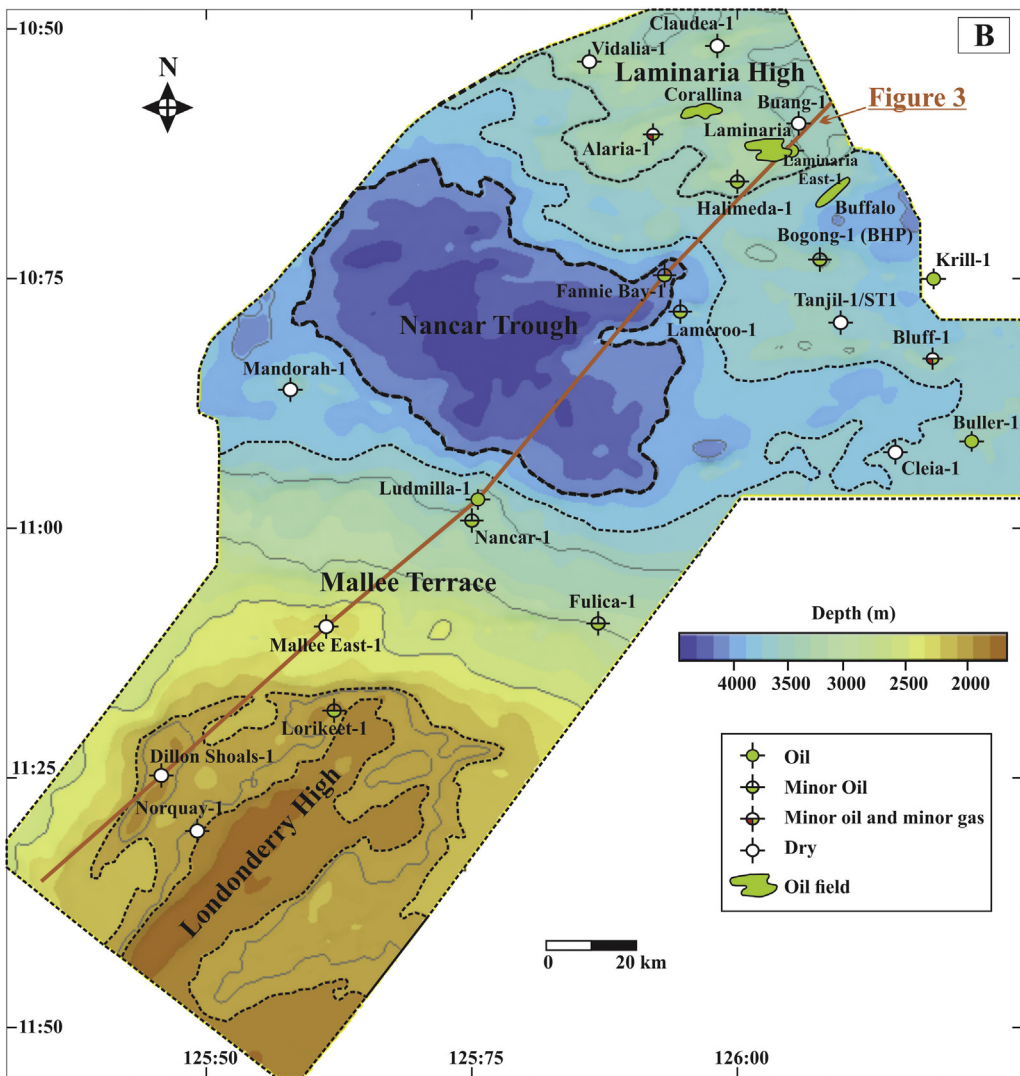 10:50
Claudea-1
B
Vidalia-1
N
Laminaria High
Corallina
Buang-1
Figure 3
Laminaria
Alaria-1
Laminaria
East-1
Halimeda-1
Buffalo
Bogong-1 (BHP)
Krill-1
10:75
Fannie Bay-1
Tanjil-1/ST1
Nancar Trough
Lameroo-1
Bluff-1
Mandorah-1
Buller-1
Cleia-1
Ludmilla-1
11:00
Nancar-1
Mallee Terrace
Fulica-1
Depth (m)
Mallee East-1
4000 3500 3000 2500 2000
Lorikeet-1
Dillon Shoals-1
Oil
11:25
Minor Oil
Norquay-1
Minor oil and minor gas
Londonderry High
Dry
Oil field
0 20 km
11:50
125:50 125:75 126:00